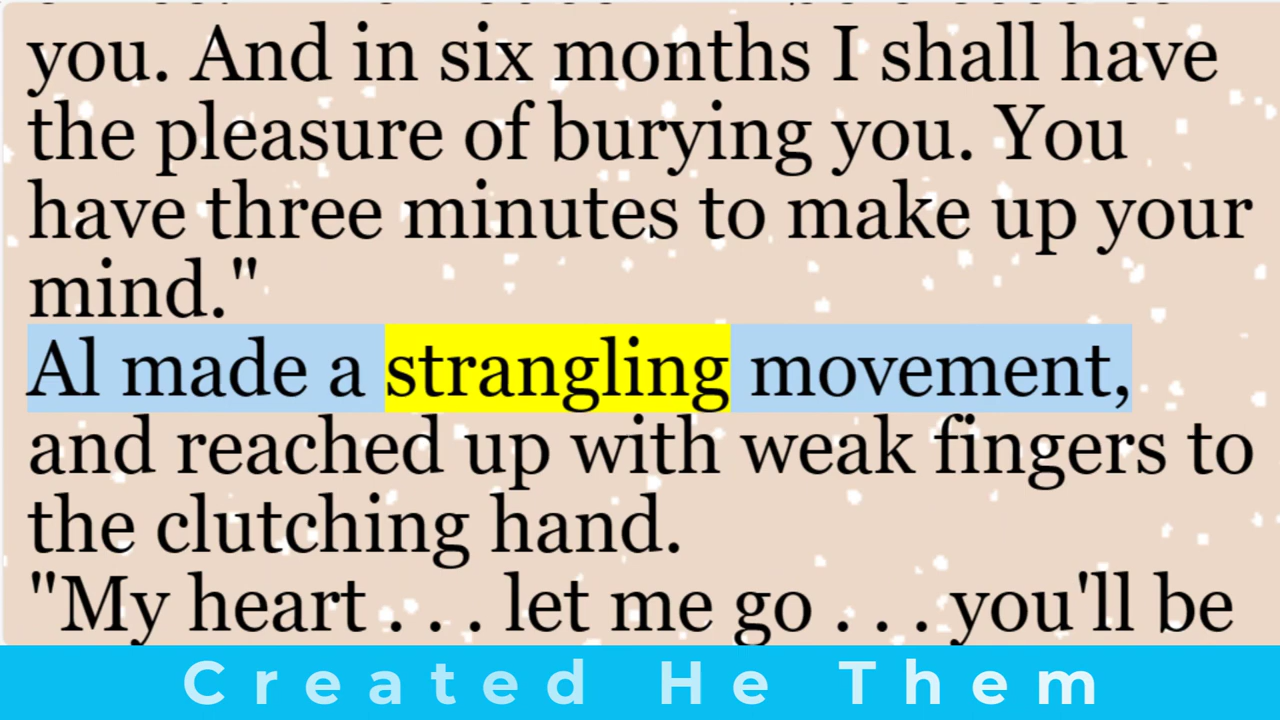 you. And in six months I shall have
the pleasure of burying you. You
have three minutes to make up your
mind."
Al made a strangling movement,
and reached up with weak fingers to
the clutching hand.
"My heart . . . let me go . . . you'll be
Created He Them